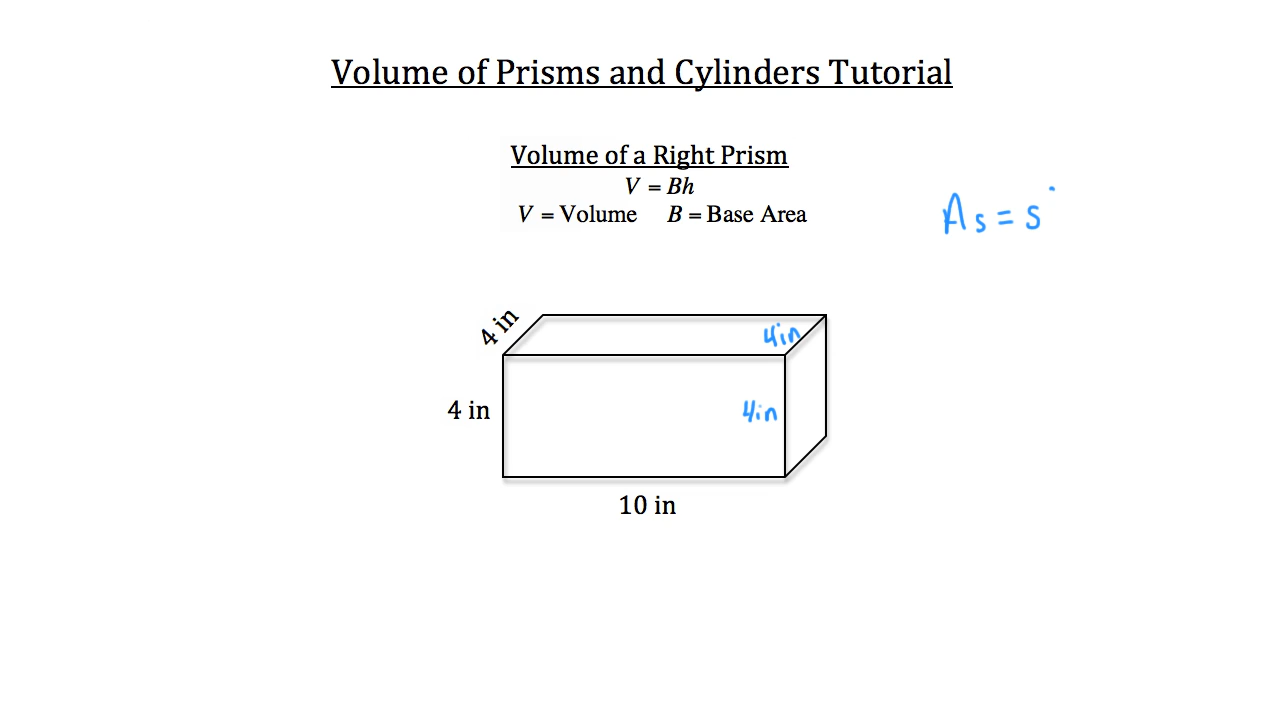 Volume of Prisms and Cylinders Tutorial
Volume of a Right Prism
V = Bh
V = Volume B = Base Area
As = s
4 in
4in
4 in
4in
10 in